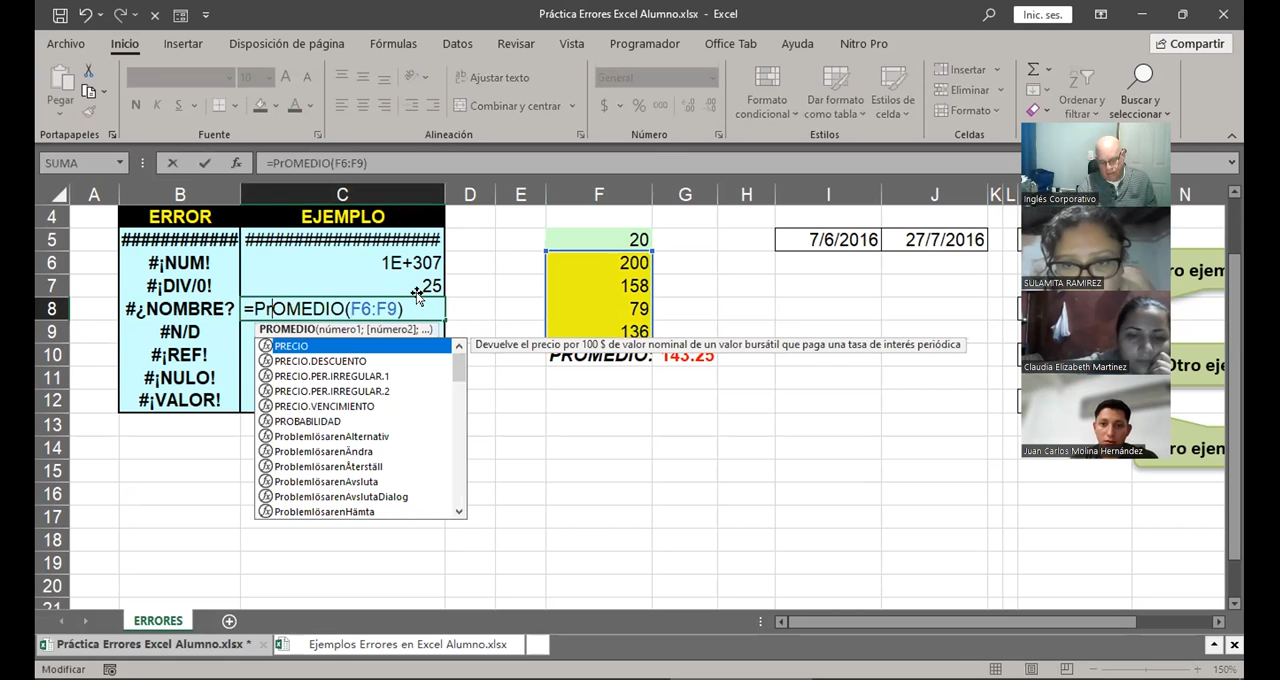 Práctica Errores Excel Alumno.xlsx - Excel
Inic. ses.
Archivo Inicio Insertar Disposición de página Fórmulas Datos Revisar Vista Programador Office Tab Ayuda Nitro Pro
Compartir
Pegar
10
N K S
Ajustar texto
Combinar y centrar
General
$ % 000
Formato condicional
Dar formato como tabla
Estilos de celda
Insertar
Eliminar
Formato
Ordenar y filtrar
Buscar y seleccionar
Portapapeles Fuente Alineación Número Estilos Celdas
SUMA
=PrOMEDIO(F6:F9)
A B C D E F G H I J K L N
4 ERROR EJEMPLO
5 ############ ##################### 20 7/6/2016 27/7/2016
6 #¡NUM! 1E+307 200
7 #¡DIV/0! 25 158
8 #¿NOMBRE? =PrOMEDIO(F6:F9) 79
PROMEDIO(número1; [número2]; ...)
9 #N/D 136
PRECIO Devuelve el precio por 100 $ de valor nominal de un valor bursátil que paga una tasa de interés periódica
10 #¡REF! PROMEDIO: 143.25
PRECIO.DESCUENTO
PRECIO.PER.IRREGULAR.1
11 #¡NULO!
PRECIO.PER.IRREGULAR.2
12 #¡VALOR!
PRECIO.VENCIMIENTO
13
PROBABILIDAD
ProblemlösarenAlternativ
14
ProblemlösarenÄndra
15
ProblemlösarenÅterställ
ProblemlösarenAvsluta
16
ProblemlösarenAvslutaDialog
17
ProblemlösarenHämta
18
19
20
21
Inglés Corporativo
SULAMITA RAMIREZ
Claudia Elizabeth Martinez
Juan Carlos Molina Hernández
ro ejem
Otro ejem
ro ejem
ERRORES
Práctica Errores Excel Alumno.xlsx *
Ejemplos Errores en Excel Alumno.xlsx
Modificar
150%